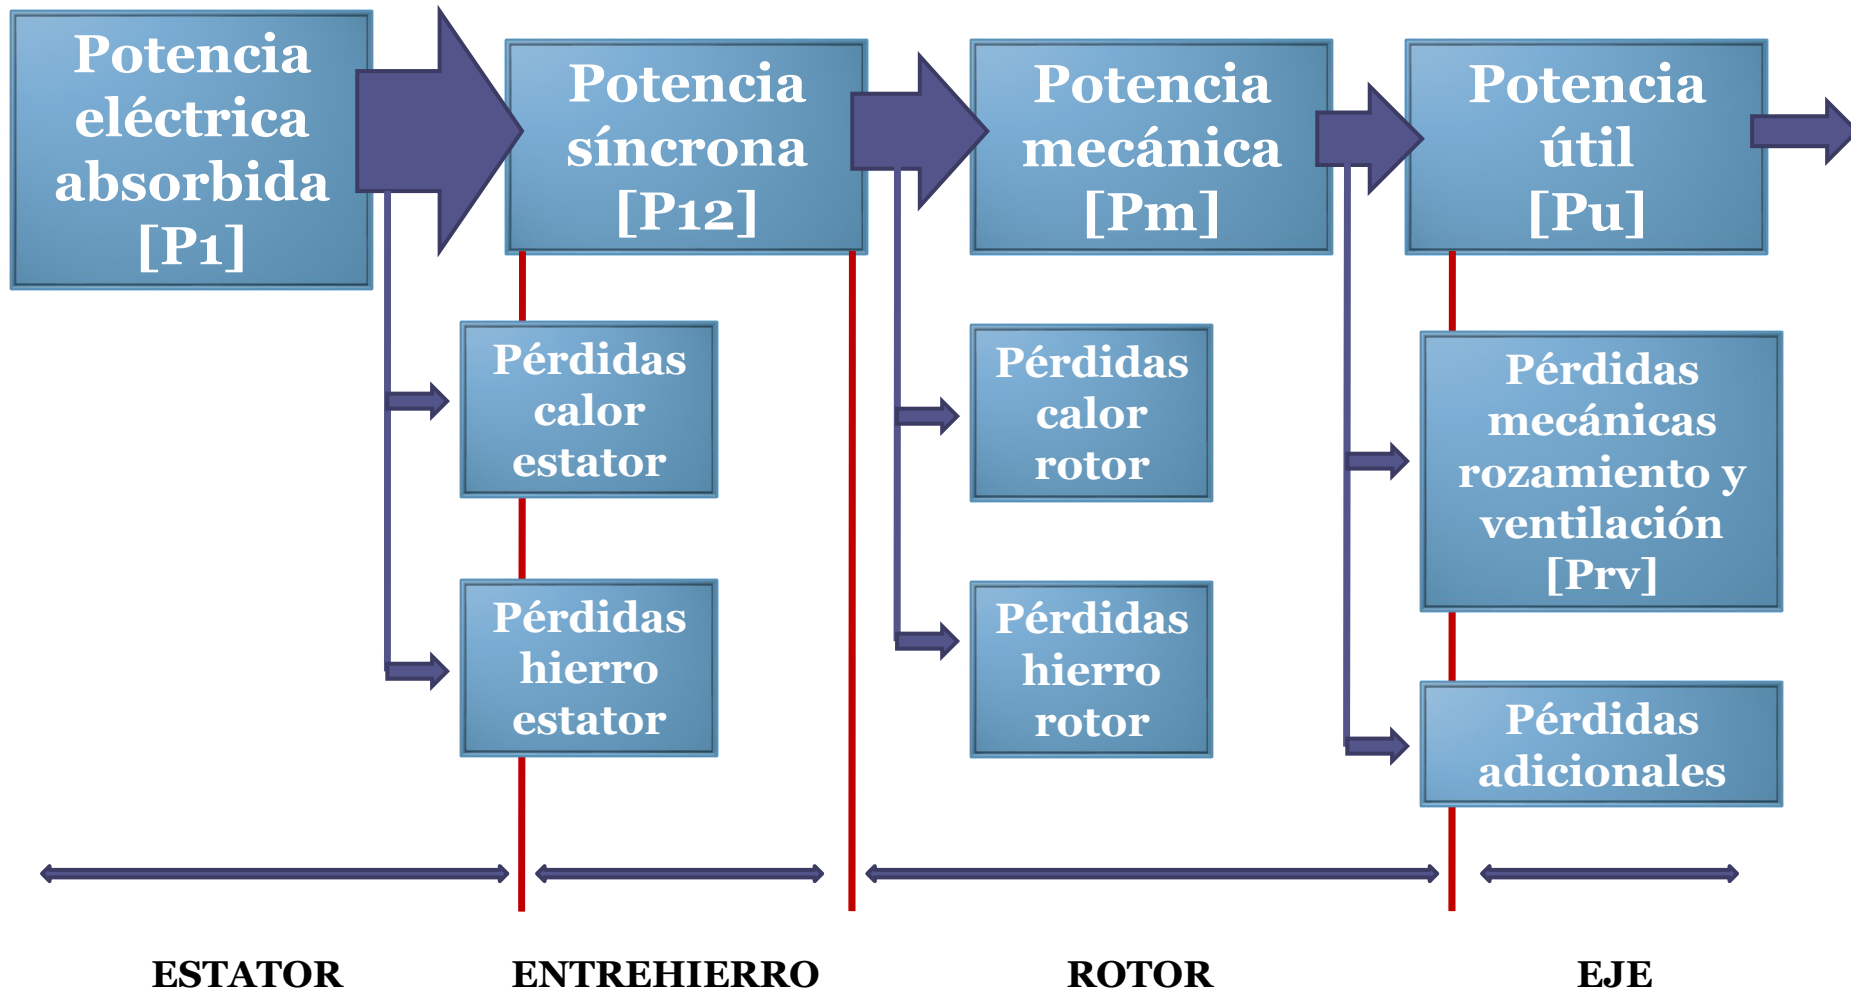 Potencia
eléctrica
absorbida
[P1]
Potencia
síncrona
[P12]
Potencia
mecánica
[Pm]
Potencia
útil
[Pu]
Pérdidas
calor
estator
Pérdidas
hierro
estator
Pérdidas
calor
rotor
Pérdidas
hierro
rotor
Pérdidas
mecánicas
rozamiento y
ventilación
[Prv]
Pérdidas
adicionales
ESTATOR
ENTREHIERRO
ROTOR
EJE